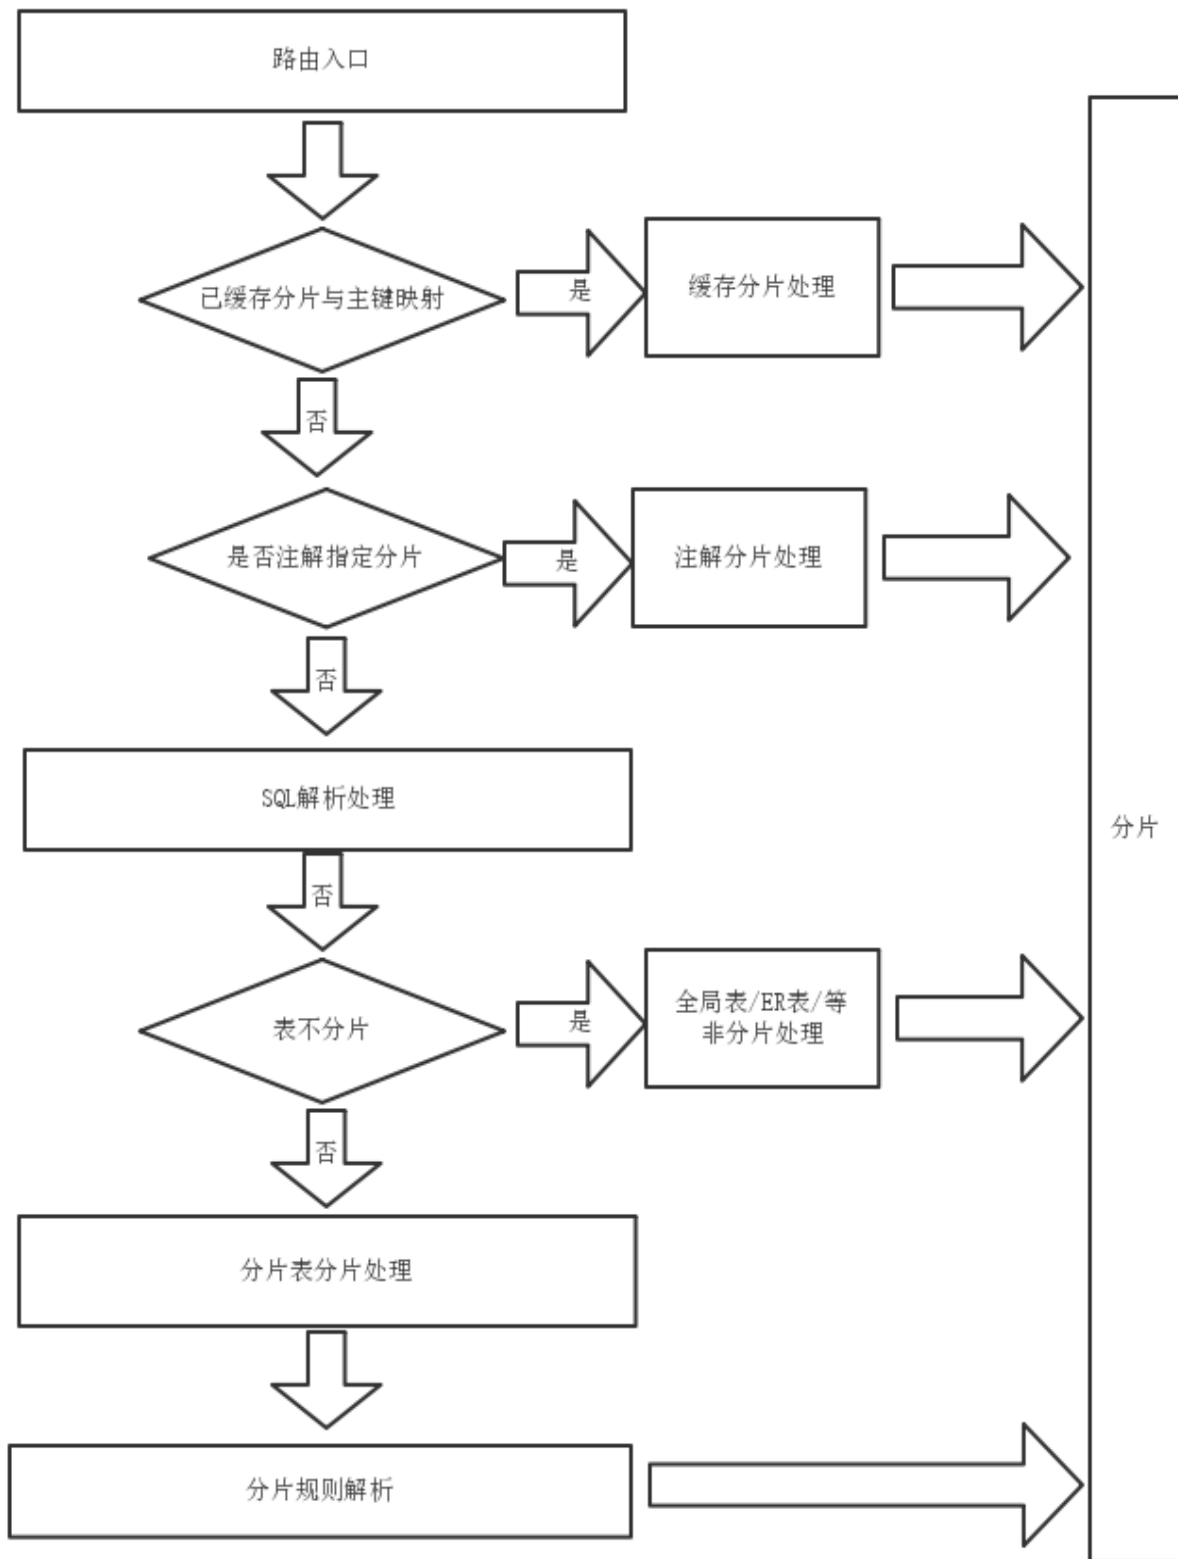 路由入口
已缓存分片与主键映射
是
缓存分片处理
否
是否注解指定分片
是
注解分片处理
否
SQL解析处理
分片
否
表不分片
是
全局表/ER表/等
非分片处理
否
分片表分片处理
分片规则解析